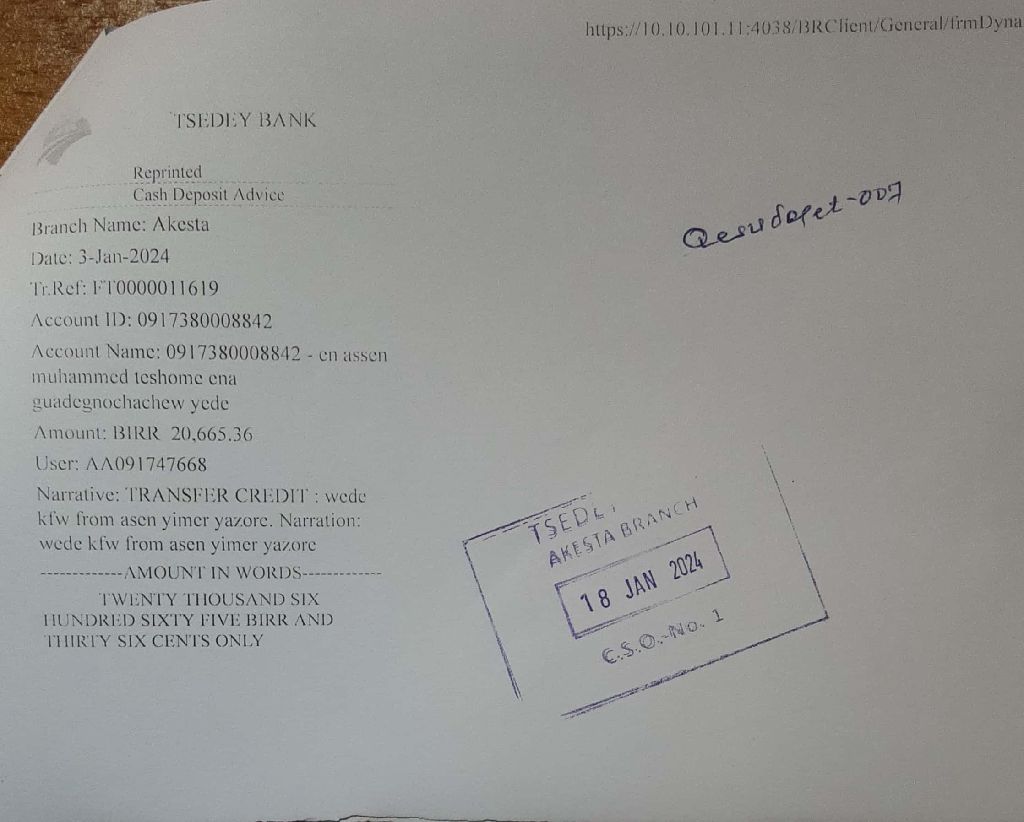 https://10.10.101.11:4038/BRClient/General/frmDyna
TSEDEY BANK
Reprinted
Cash Deposit Advice
Branch Name: Akesta
Date: 3-Jan-2024
Tr.Ref: FT0000011619
Account ID: 0917380008842
Account Name: 0917380008842 - en assen
muhammed teshome ena
guadegnochachew yede
Amount: BIRR 20,665.36
User: AA091747668
Narrative: TRANSFER CREDIT : wede
kfw from asen yimer yazore. Narration:
wede kfw from asen yimer yazore
-------------AMOUNT IN WORDS-------------
TWENTY THOUSAND SIX
HUNDRED SIXTY FIVE BIRR AND
THIRTY SIX CENTS ONLY
-007
TSEDE
AKESTA BRANCH
18 JAN 2024
C.S.O.-No. 1